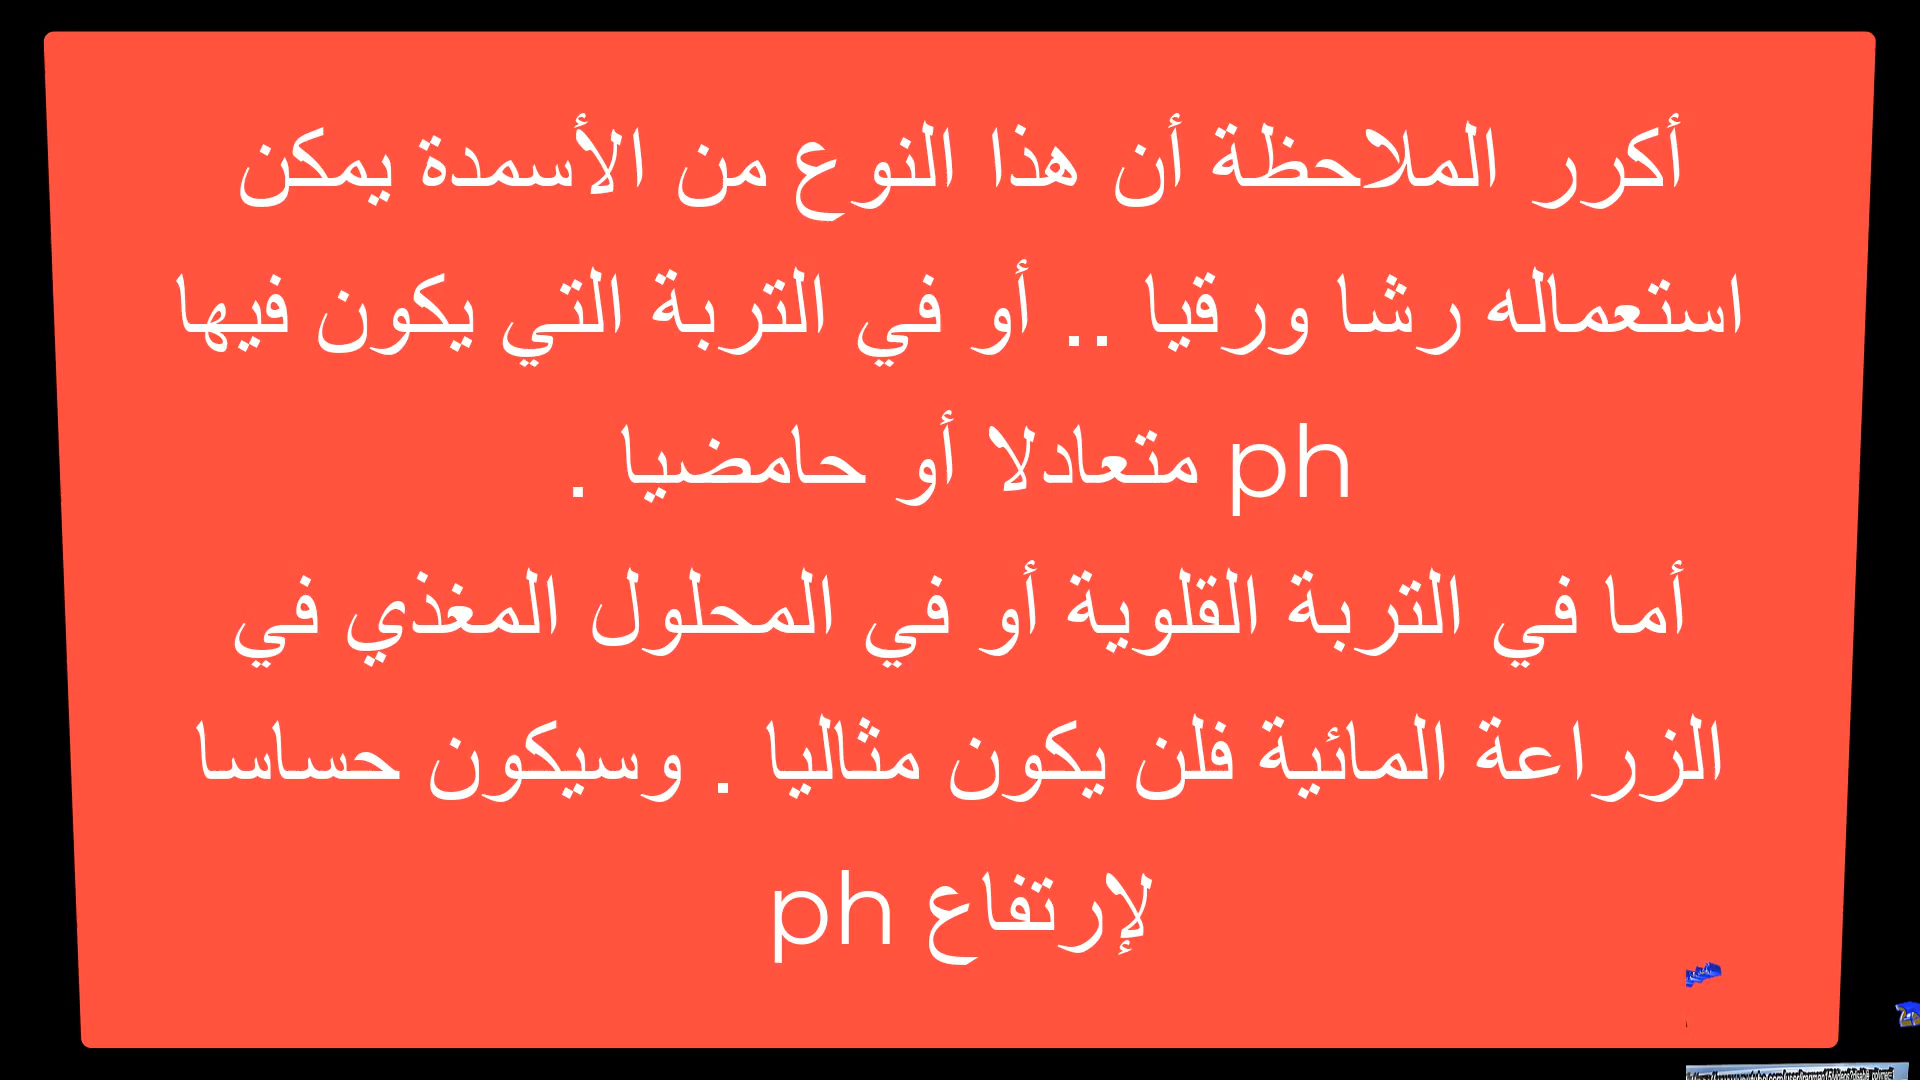 أكرر الملاحظة أن هذا النوع من الأسمدة يمكن
استعماله رشا ورقيا .. أو في التربة التي يكون فيها
ph متعادلا أو حامضيا .
أما في التربة القلوية أو في المحلول المغذي في
الزراعة المائية فلن يكون مثاليا . وسيكون حساسا
لإرتفاع ph